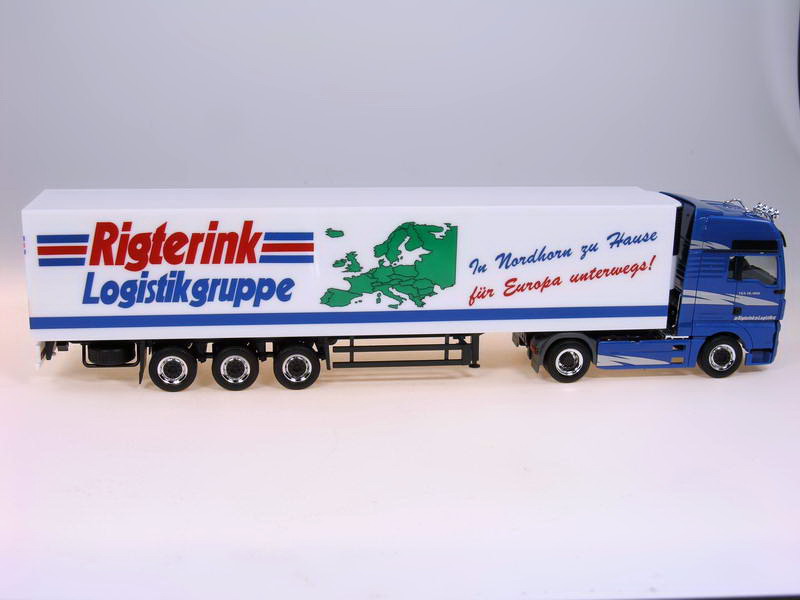 Rigterink
Logistikgruppe
In Nordhorn zu Hause
für Europa unterwegs!